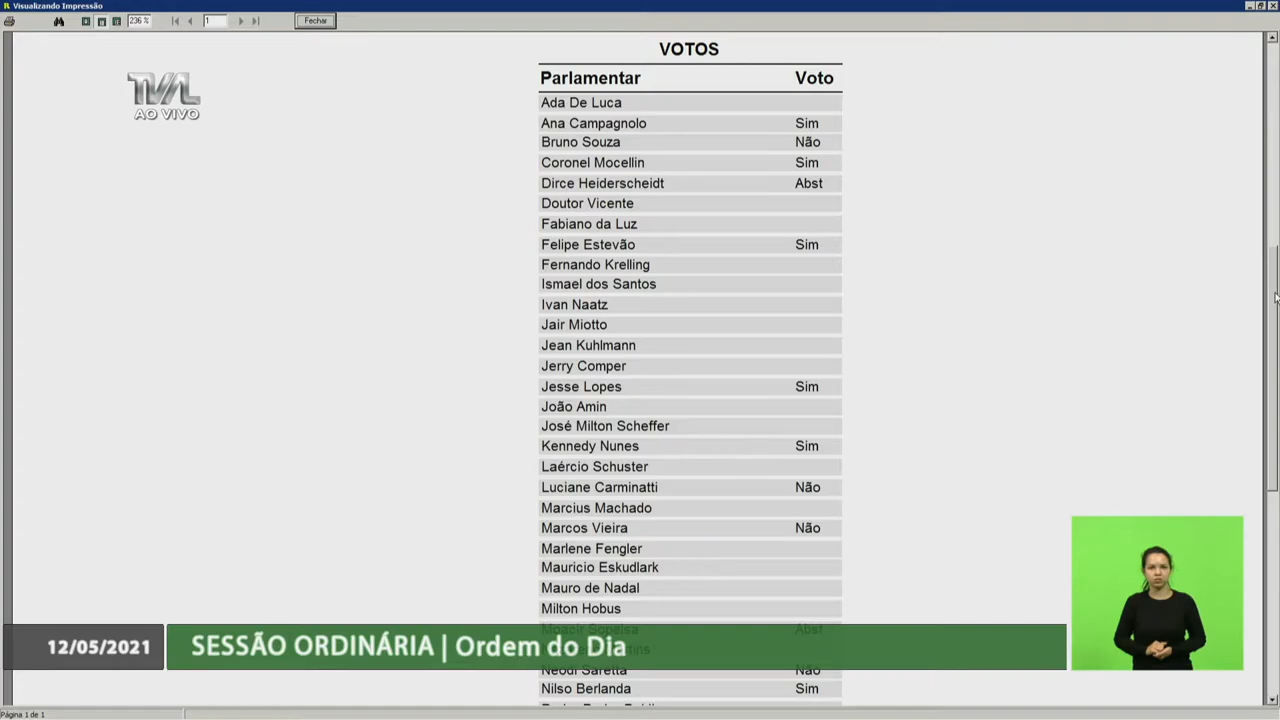 Visualizando Impressão
236 %
1
Fechar
VOTOS
Parlamentar Voto
TVAL
AO VIVO
Ada De Luca
Ana Campagnolo Sim
Bruno Souza Não
Coronel Mocellin Sim
Dirce Heiderscheidt Abst
Doutor Vicente
Fabiano da Luz
Felipe Estevão Sim
Fernando Krelling
Ismael dos Santos
Ivan Naatz
Jair Miotto
Jean Kuhlmann
Jerry Comper
Jesse Lopes Sim
João Amin
José Milton Scheffer
Kennedy Nunes Sim
Laércio Schuster
Luciane Carminatti Não
Marcius Machado
Marcos Vieira Não
Marlene Fengler
Mauricio Eskudlark
Mauro de Nadal
Milton Hobus
Moacir Sopelsa Abst
12/05/2021 SESSÃO ORDINÁRIA | Ordem do Dia
Neodi Saretta Não
Nilso Berlanda Sim
Página 1 de 1